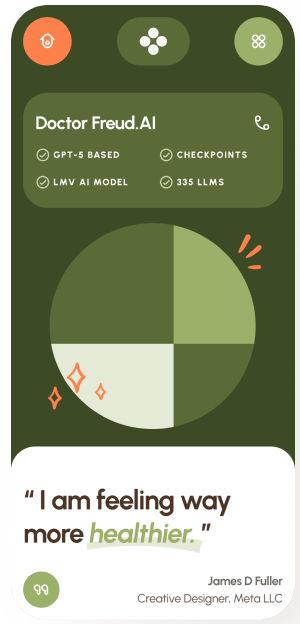 Doctor Freud.AI
GPT-5 BASED
CHECKPOINTS
LMV AI MODEL
335 LLMS
“ I am feeling way
more healthier. ”
James D Fuller
Creative Designer, Meta LLC